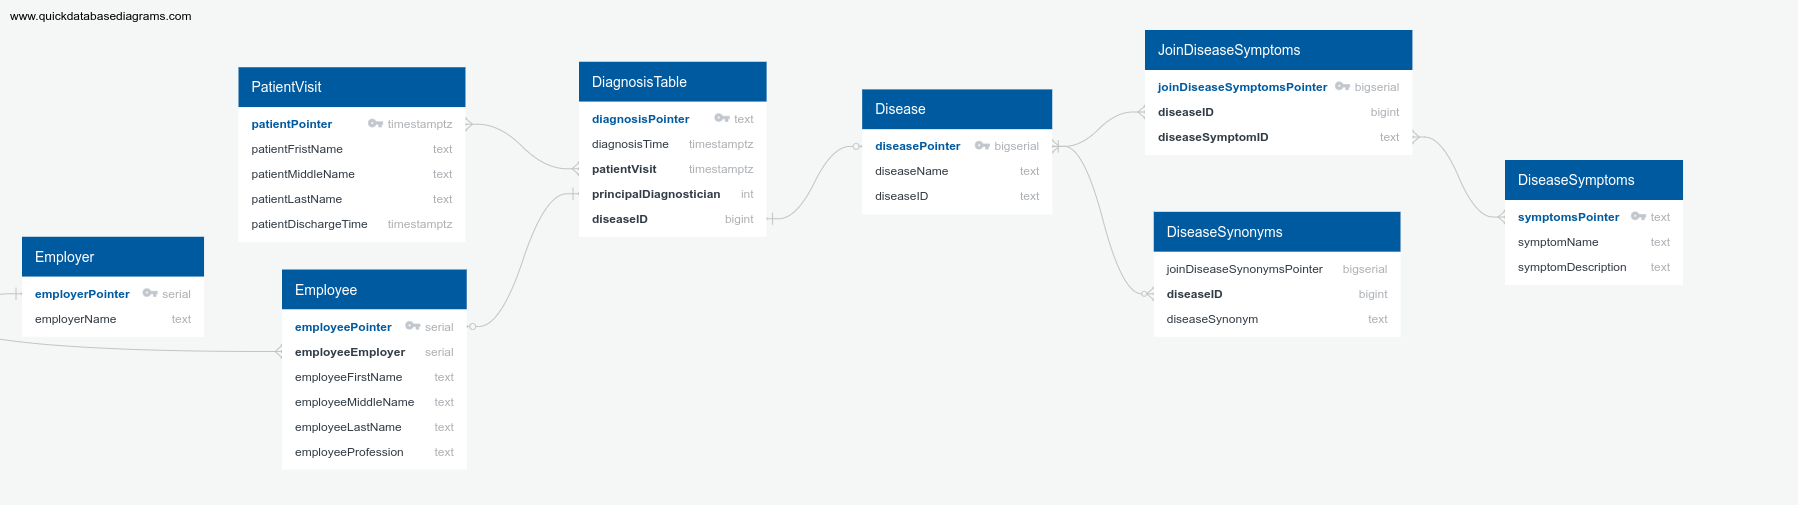 www.quickdatabasediagrams.com
PatientVisit
patientPointer timestamptz
patientFristName text
patientMiddleName text
patientLastName text
patientDischargeTime timestamptz
Employer
employerPointer serial
employerName text
Employee
employeePointer serial
employeeEmployer serial
employeeFirstName text
employeeMiddleName text
employeeLastName text
employeeProfession text
DiagnosisTable
diagnosisPointer text
diagnosisTime timestamptz
patientVisit timestamptz
principalDiagnostician int
diseaseID bigint
Disease
diseasePointer bigserial
diseaseName text
diseaseID text
JoinDiseaseSymptoms
joinDiseaseSymptomsPointer bigserial
diseaseID bigint
diseaseSymptomID text
DiseaseSynonyms
joinDiseaseSynonymsPointer bigserial
diseaseID bigint
diseaseSynonym text
DiseaseSymptoms
symptomsPointer text
symptomName text
symptomDescription text